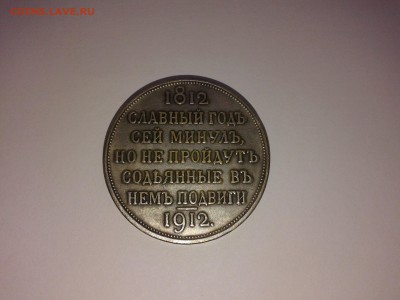 1812
СЛАВНЫЙ ГОДЪ
СЕЙ МИНУЛЪ,
НО НЕ ПРОЙДУТЪ
СОДѢЯННЫЕ ВЪ
НЕМЪ ПОДВИГИ
1912.